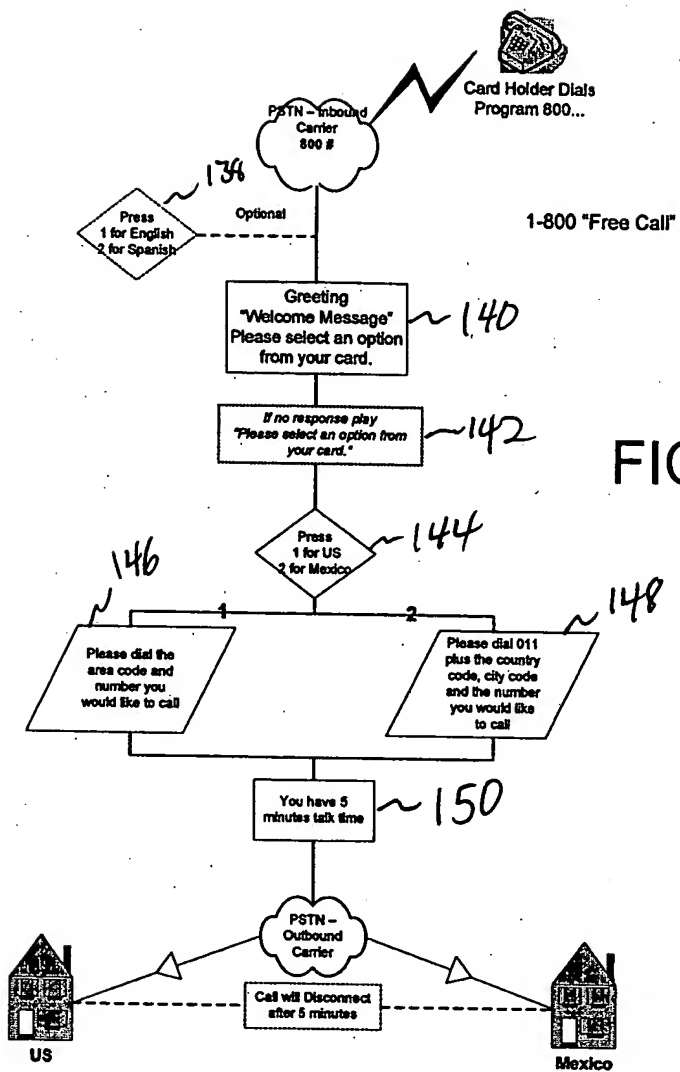 Card Holder Dials
Program 800...
PSTN – Inbound
Carrier
800 #
138
Press
1 for English
2 for Spanish
Optional
1-800 "Free Call"
Greeting
"Welcome Message"
Please select an option
from your card.
140
If no response play
"Please select an option from
your card."
142
FIG
Press
1 for US
2 for Mexico
144
146
1
2
148
Please dial the
area code and
number you
would like to call
Please dial 011
plus the country
code, city code
and the number
you would like
to call
You have 5
minutes talk time
150
PSTN –
Outbound
Carrier
Call will Disconnect
after 5 minutes
US
Mexico